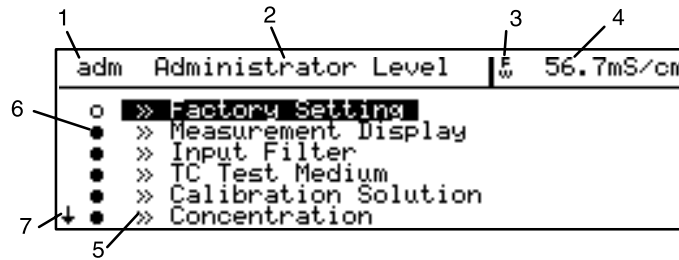 1 2 3 4
adm Administrator Level 56.7mS/cm
6 » Factory Setting
» Measurement Display
» Input Filter
» TC Test Medium
» Calibration Solution
7 ↓ » Concentration
5